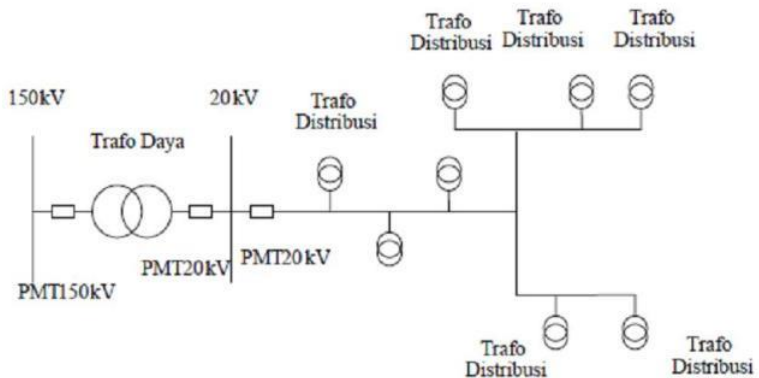 Trafo
Distribusi
Trafo
Distribusi
Trafo
Distribusi
150kV
20kV
Trafo
Distribusi
Trafo Daya
PMT20kV
PMT20kV
PMT150kV
Trafo
Distribusi
Trafo
Distribusi